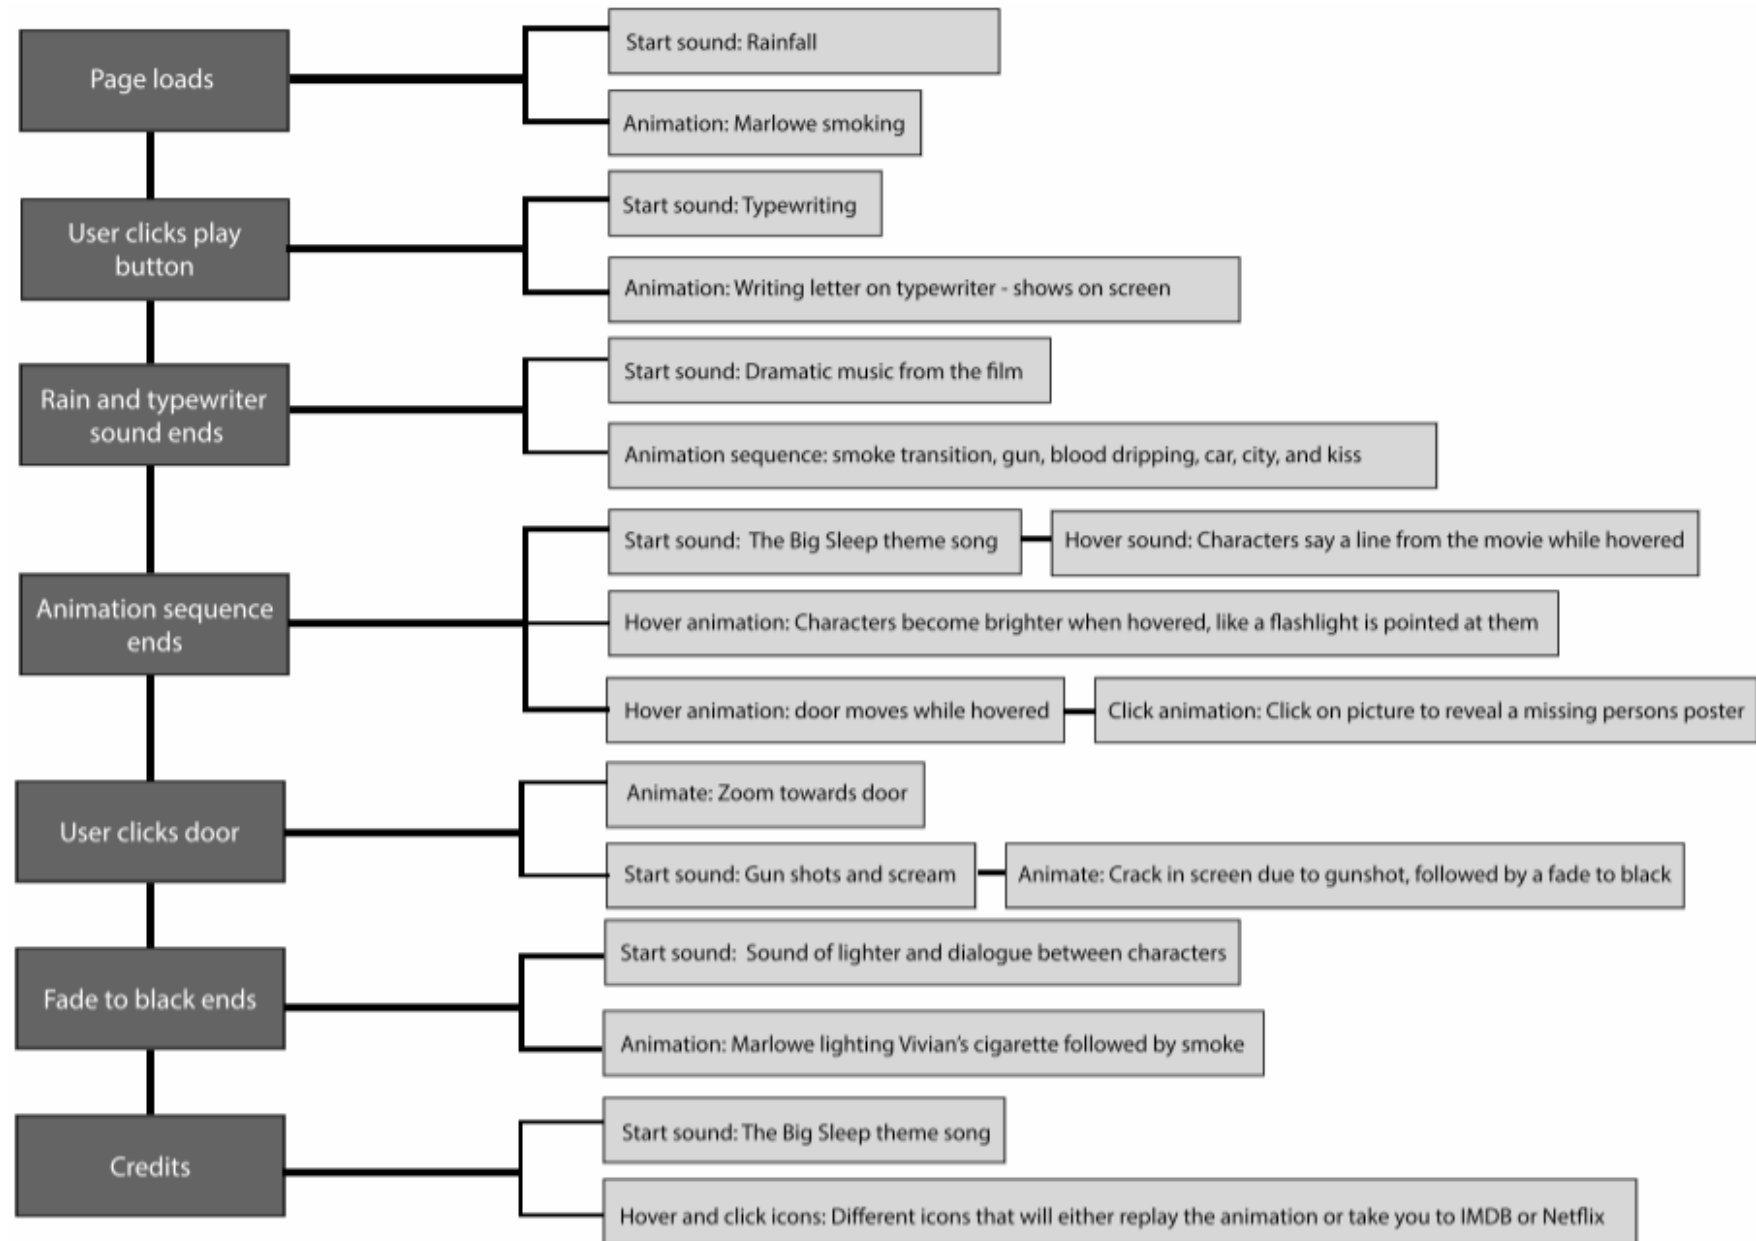 Page loads
Start sound: Rainfall
Animation: Marlowe smoking
User clicks play
button
Start sound: Typewriting
Animation: Writing letter on typewriter - shows on screen
Rain and typewriter
sound ends
Start sound: Dramatic music from the film
Animation sequence: smoke transition, gun, blood dripping, car, city, and kiss
Animation sequence
ends
Start sound: The Big Sleep theme song
Hover sound: Characters say a line from the movie while hovered
Hover animation: Characters become brighter when hovered, like a flashlight is pointed at them
Hover animation: door moves while hovered
Click animation: Click on picture to reveal a missing persons poster
User clicks door
Animate: Zoom towards door
Start sound: Gun shots and scream
Animate: Crack in screen due to gunshot, followed by a fade to black
Fade to black ends
Start sound: Sound of lighter and dialogue between characters
Animation: Marlowe lighting Vivian's cigarette followed by smoke
Credits
Start sound: The Big Sleep theme song
Hover and click icons: Different icons that will either replay the animation or take you to IMDB or Netflix